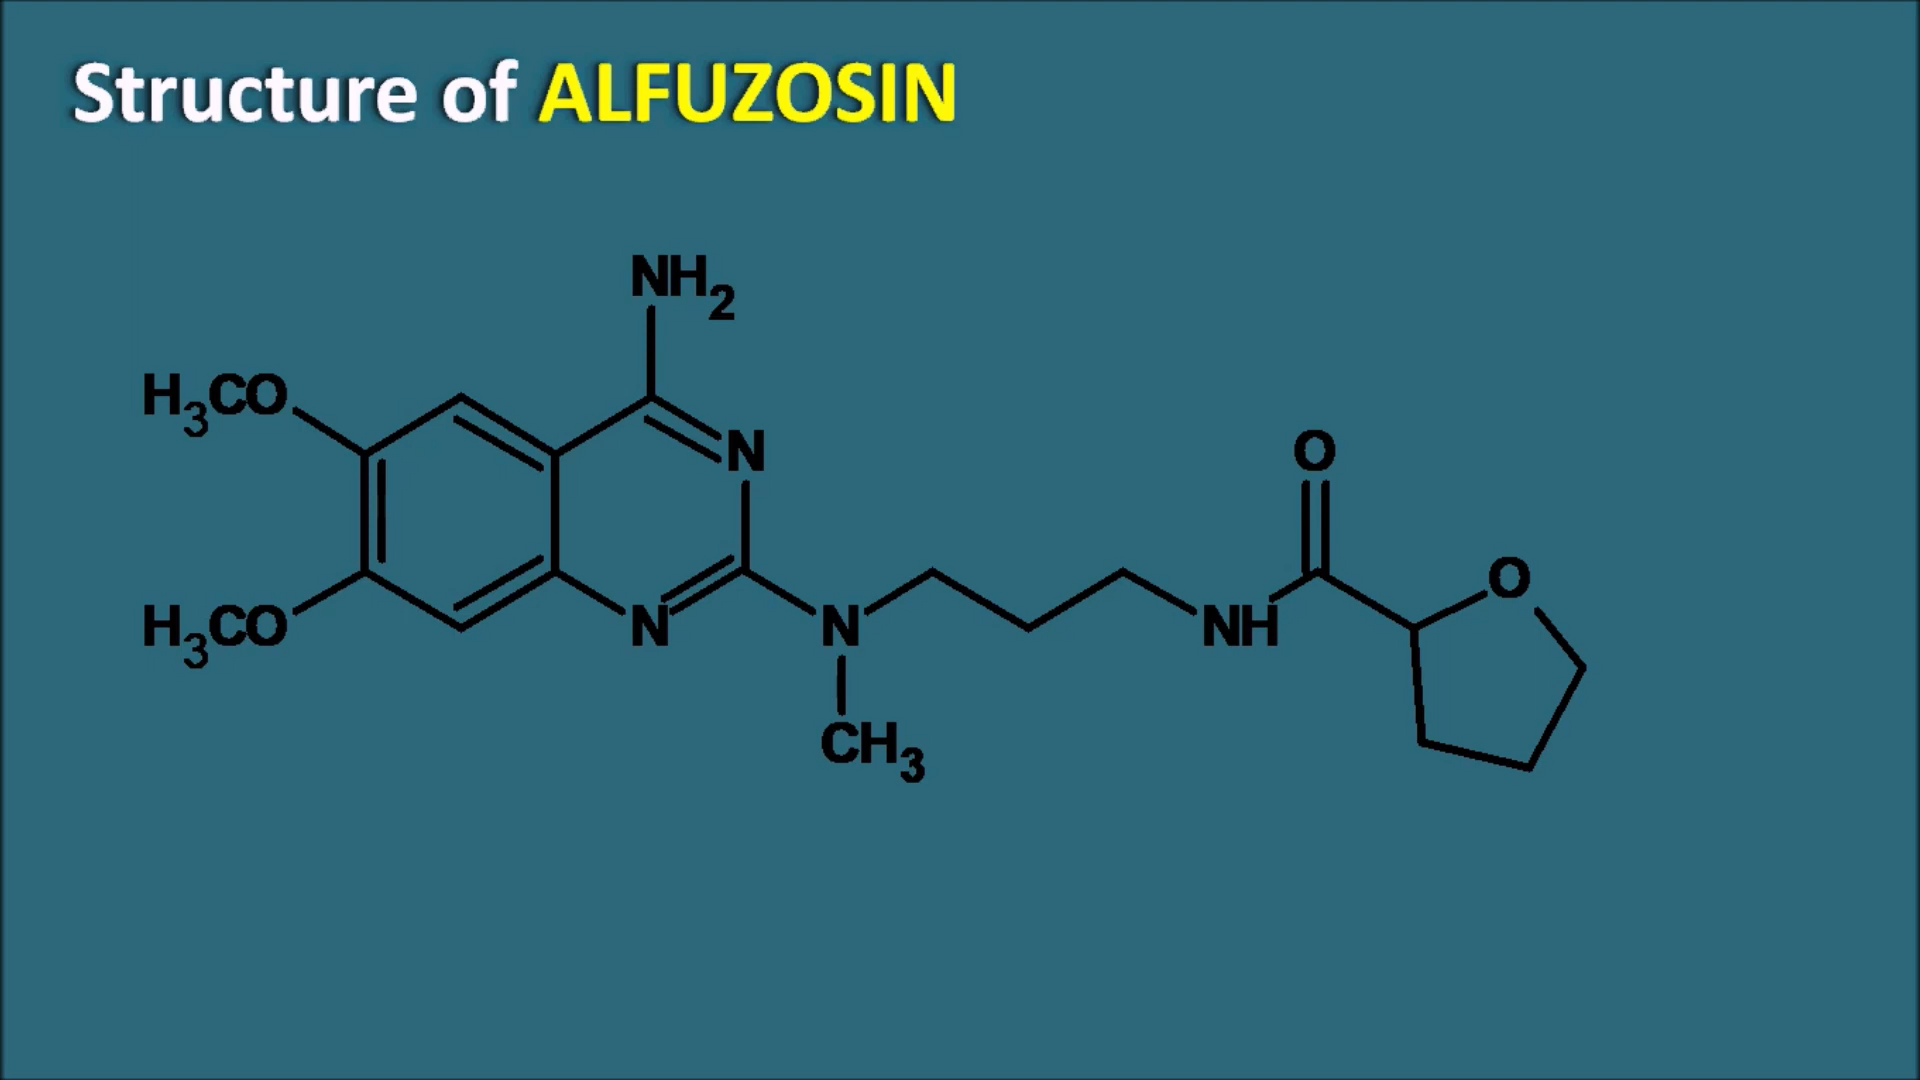 Structure of ALFUZOSIN
NH2
H3CO
N
O
O
H3CO
N
N
NH
CH3